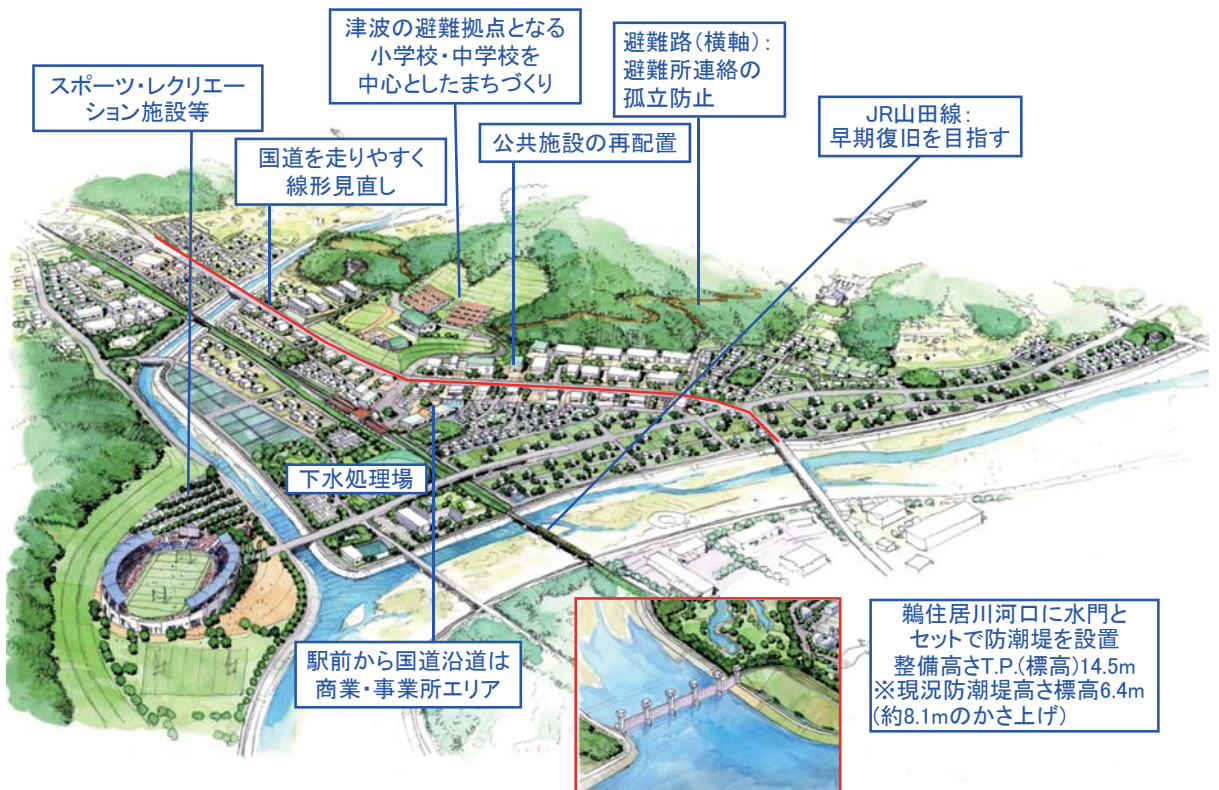 津波の避難拠点となる
小学校・中学校を
中心としたまちづくり
避難路(横軸):
避難所連絡の
孤立防止
スポーツ・レクリエー
ション施設等
JR山田線:
早期復旧を目指す
国道を走りやすく
線形見直し
公共施設の再配置
下水処理場
駅前から国道沿道は
商業・事業所エリア
鵜住居川河口に水門と
セットで防潮堤を設置
整備高さT.P.(標高)14.5m
※現況防潮堤高さ標高6.4m
(約8.1mのかさ上げ)